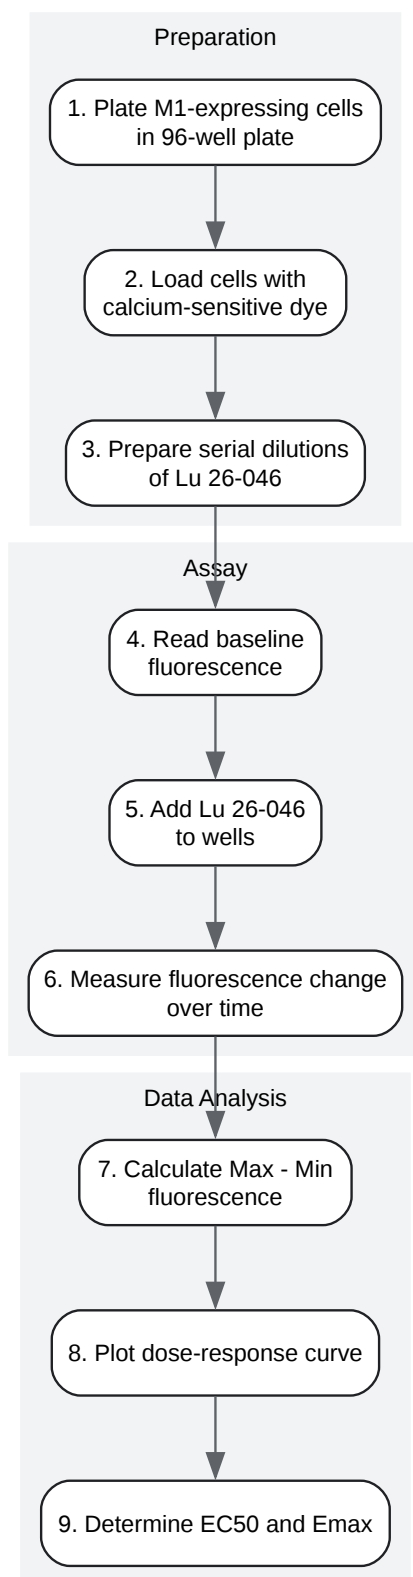 Preparation
1. Plate M1-expressing cells
in 96-well plate
2. Load cells with
calcium-sensitive dye
3. Prepare serial dilutions
of Lu 26-046
Assay
4. Read baseline
fluorescence
5. Add Lu 26-046
to wells
6. Measure fluorescence change
over time
Data Analysis
7. Calculate Max - Min
fluorescence
8. Plot dose-response curve
9. Determine EC50 and Emax